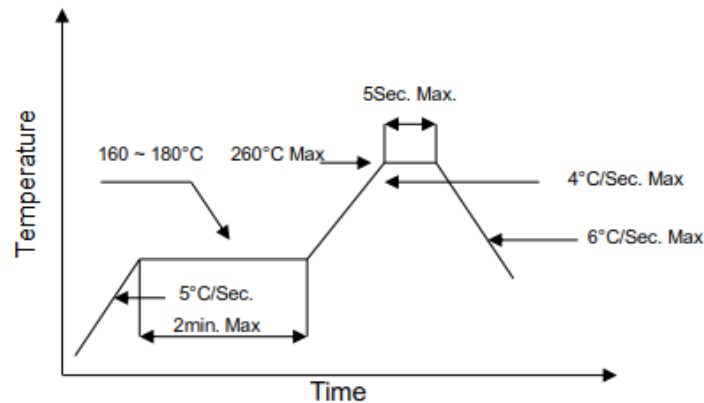 5Sec. Max.
160 ~ 180°C
260°C Max
4°C/Sec. Max
6°C/Sec. Max
5°C/Sec.
2min. Max
Temperature
Time